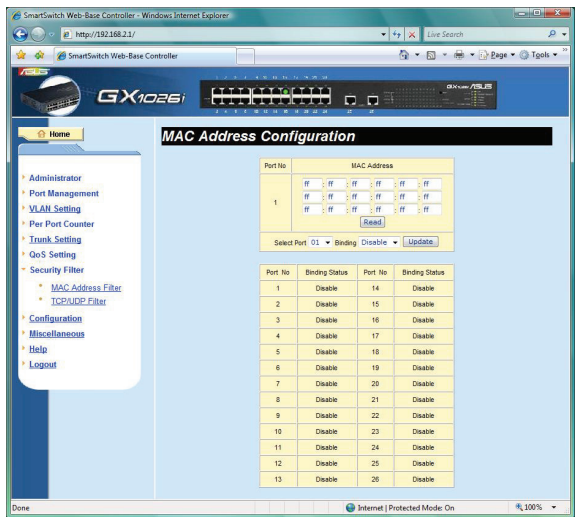 SmartSwitch Web-Base Controller - Windows Internet Explorer
http://192.168.2.1/
Live Search
SmartSwitch Web-Base Controller
Page
Tools
ASUS
GX1026i
ASUS
Home
MAC Address Configuration
Administrator
Port Management
VLAN Setting
Per Port Counter
Trunk Setting
QoS Setting
Security Filter
MAC Address Filter
TCP/UDP Filter
Configuration
Miscellaneous
Help
Logout
Port No MAC Address
1
ff : ff : ff : ff : ff : ff
ff : ff : ff : ff : ff : ff
ff : ff : ff : ff : ff : ff
Read
Select Port 01 Binding Disable Update
Port No Binding Status Port No Binding Status
1 Disable 14 Disable
2 Disable 15 Disable
3 Disable 16 Disable
4 Disable 17 Disable
5 Disable 18 Disable
6 Disable 19 Disable
7 Disable 20 Disable
8 Disable 21 Disable
9 Disable 22 Disable
10 Disable 23 Disable
11 Disable 24 Disable
12 Disable 25 Disable
13 Disable 26 Disable
Done
Internet | Protected Mode: On
100%